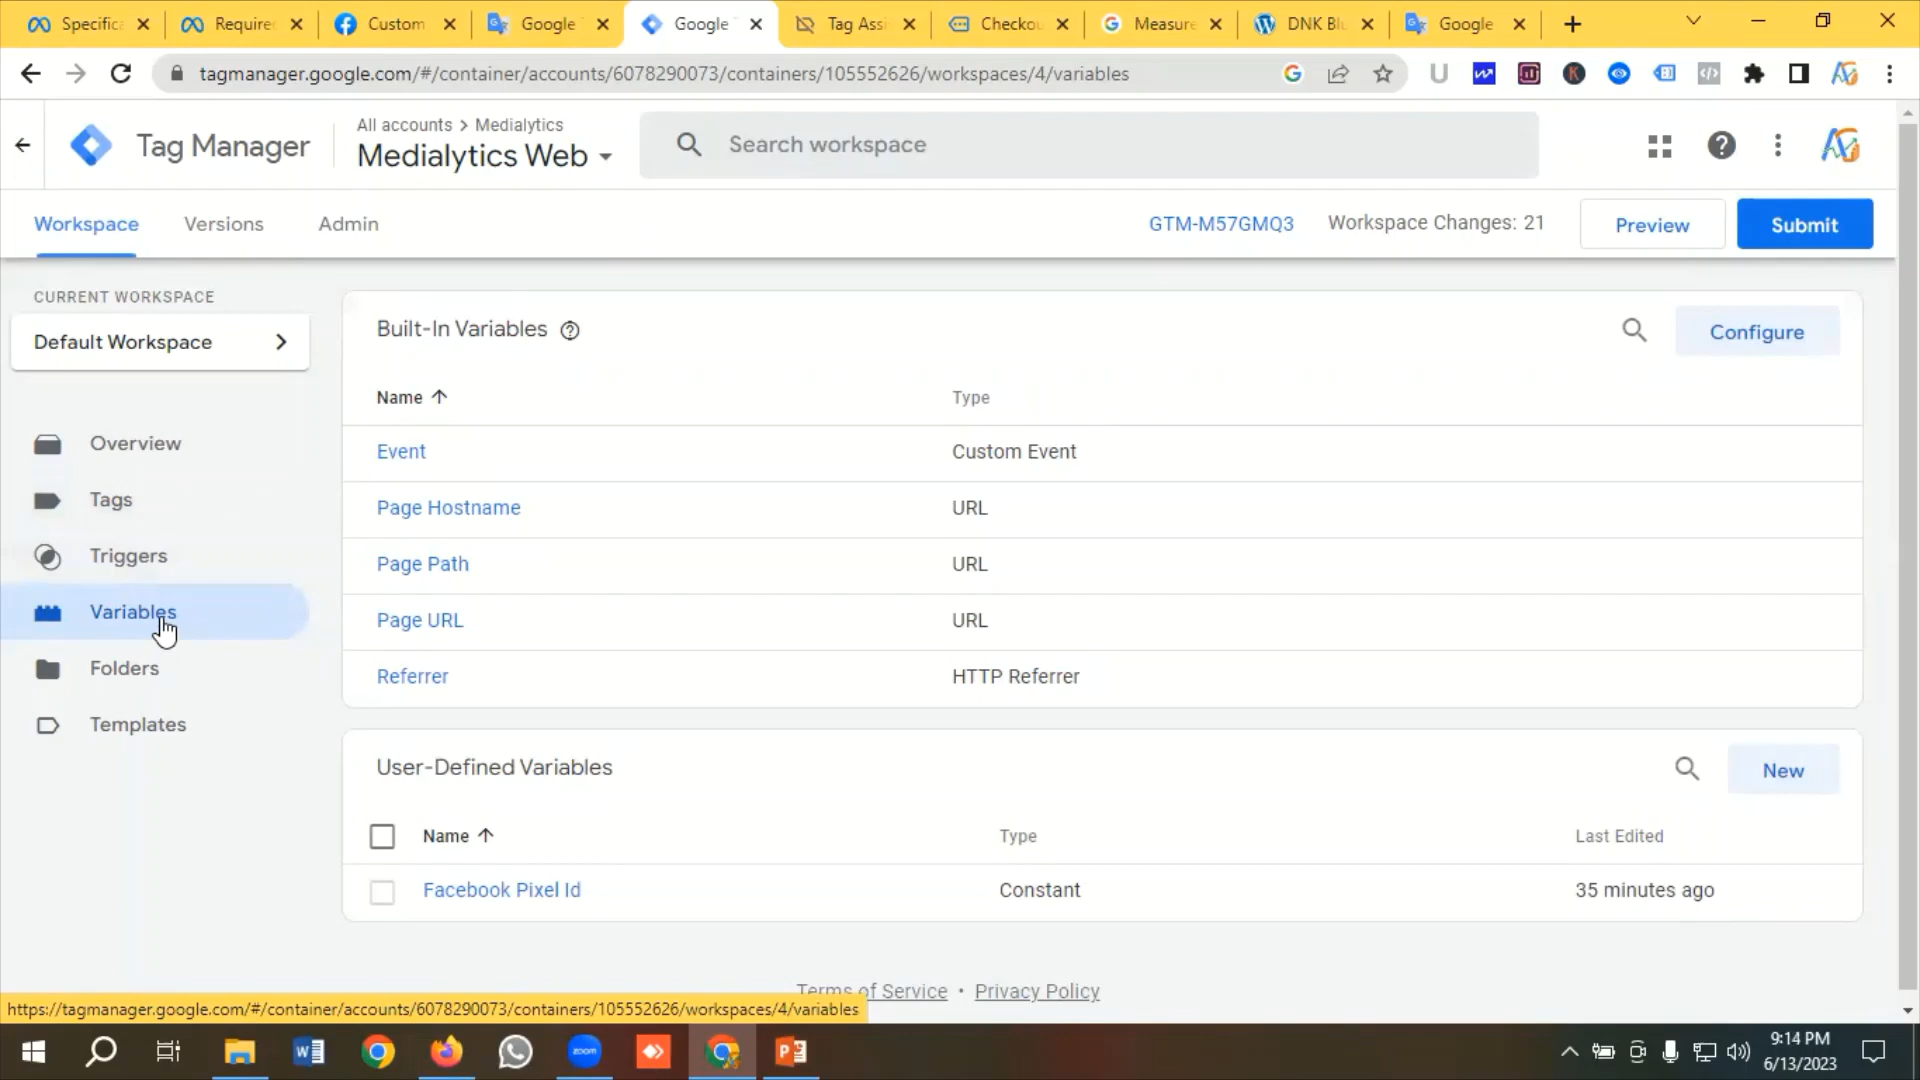 Specifica
Require
Custom
Google
Google
Tag Assi
Checkou
Measure
DNK Bl
Google
tagmanager.google.com/#/container/accounts/6078290073/containers/105552626/workspaces/4/variables
Tag Manager
All accounts > Medialytics
Medialytics Web
Search workspace
Workspace
Versions
Admin
GTM-M57GMQ3
Workspace Changes: 21
Preview
Submit
CURRENT WORKSPACE
Default Workspace
Overview
Tags
Triggers
Variables
Folders
Templates
Built-In Variables
Configure
Name Type
Event Custom Event
Page Hostname URL
Page Path URL
Page URL URL
Referrer HTTP Referrer
User-Defined Variables
New
Name Type Last Edited
Facebook Pixel Id Constant 35 minutes ago
Terms of Service • Privacy Policy
https://tagmanager.google.com/#/container/accounts/6078290073/containers/105552626/workspaces/4/variables
zoom
9:14 PM
6/13/2023